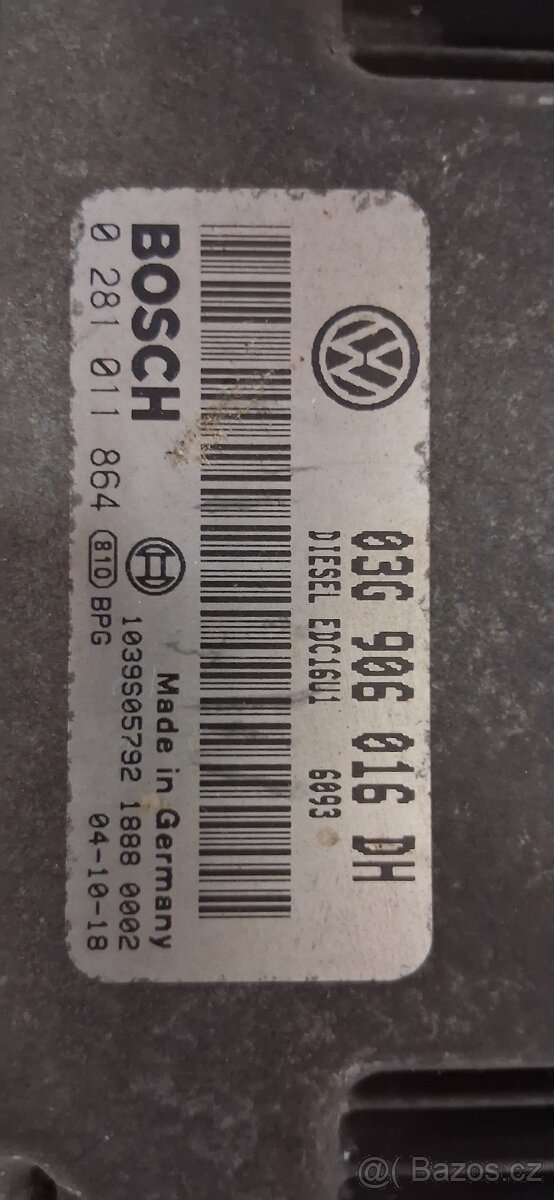 03G 906 016 DH
DIESEL EDC16U1 6093
BOSCH
Made in Germany
0 281 011 864
810
BPG
1039S05792 1888 0002
04-10-18
@( Bazos.cz